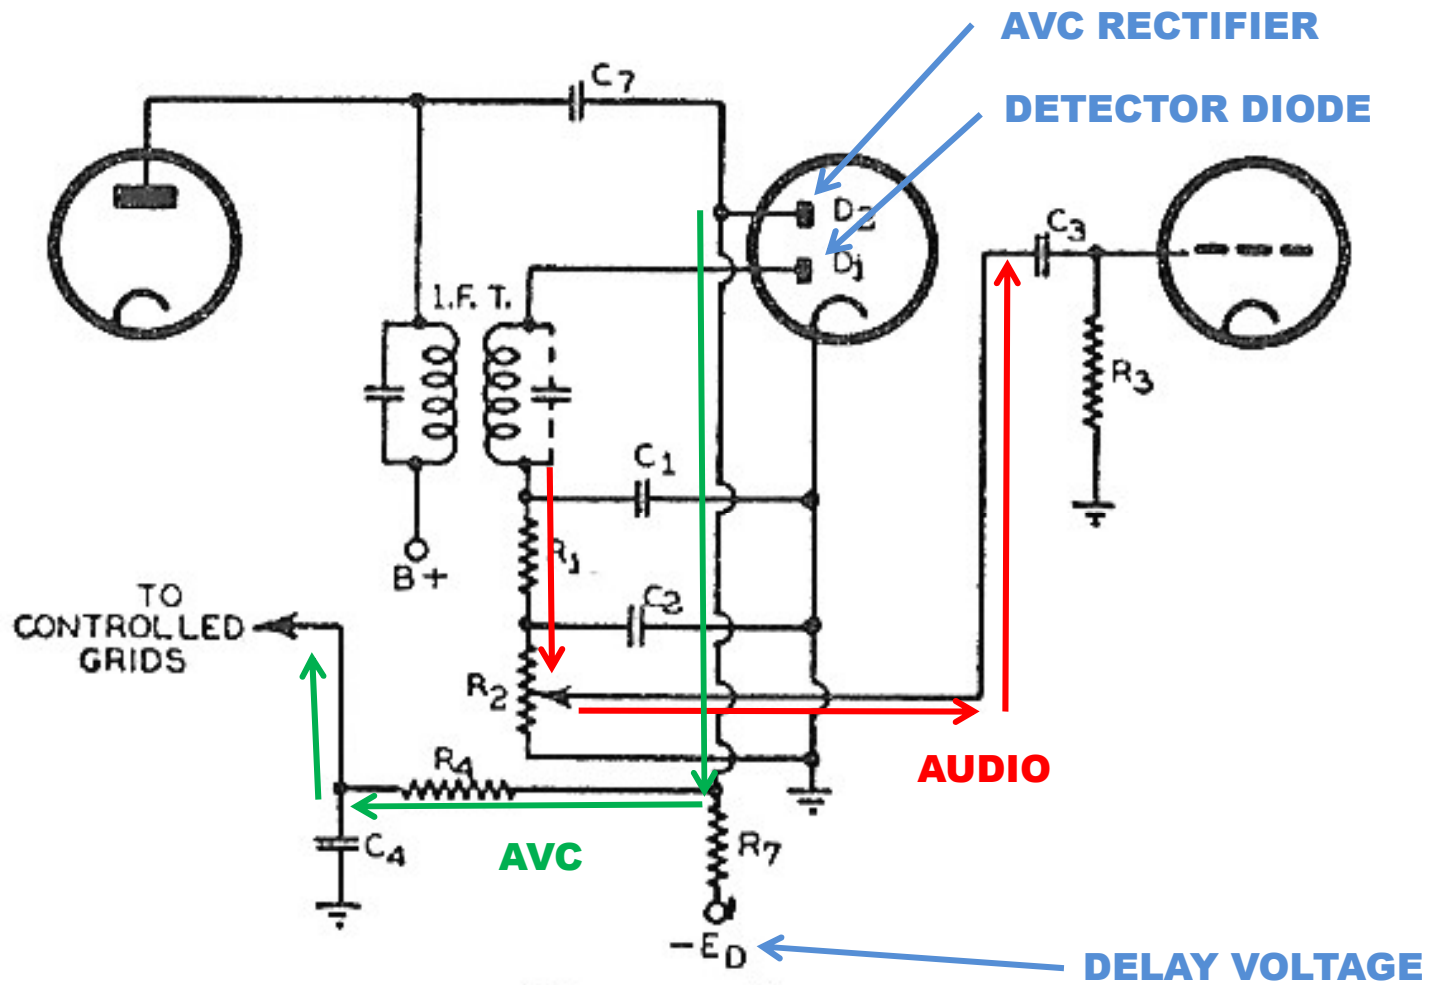 AVC RECTIFIER
C7
DETECTOR DIODE
D2
C3
D1
I.F. T.
R3
C1
R1
B+
TO
CONTROLLED
GRIDS
C2
R2
R4
AUDIO
C4
AVC
R7
-ED
DELAY VOLTAGE